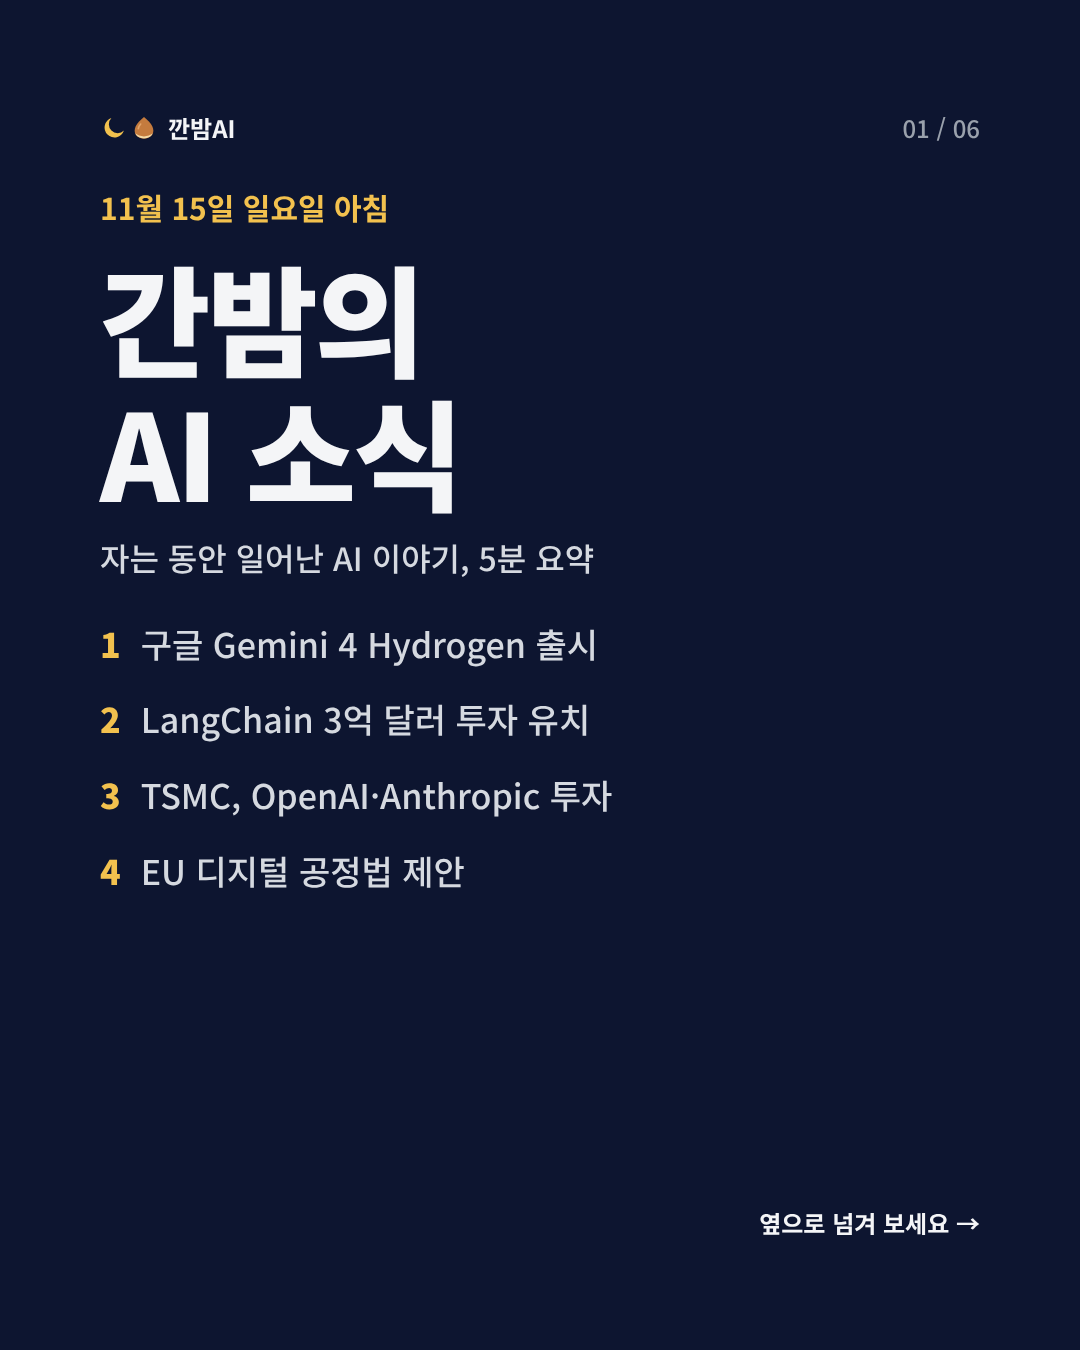 깐밤AI
01 / 06
11월 15일 일요일 아침
간밤의
AI 소식
자는 동안 일어난 AI 이야기, 5분 요약
1 구글 Gemini 4 Hydrogen 출시
2 LangChain 3억 달러 투자 유치
3 TSMC, OpenAI·Anthropic 투자
4 EU 디지털 공정법 제안
옆으로 넘겨 보세요 →